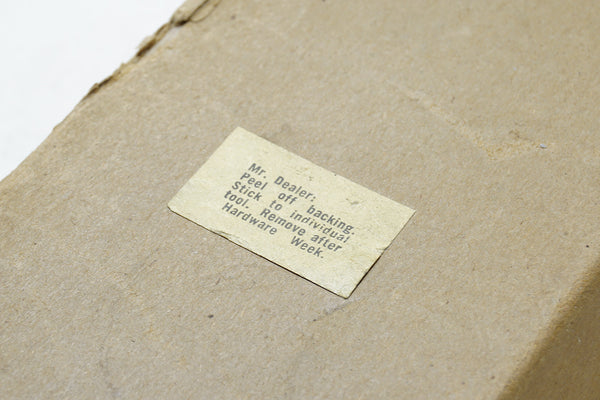 Mr. Dealer:
Peel off backing.
Stick to individual
tool. Remove after
Hardware Week.